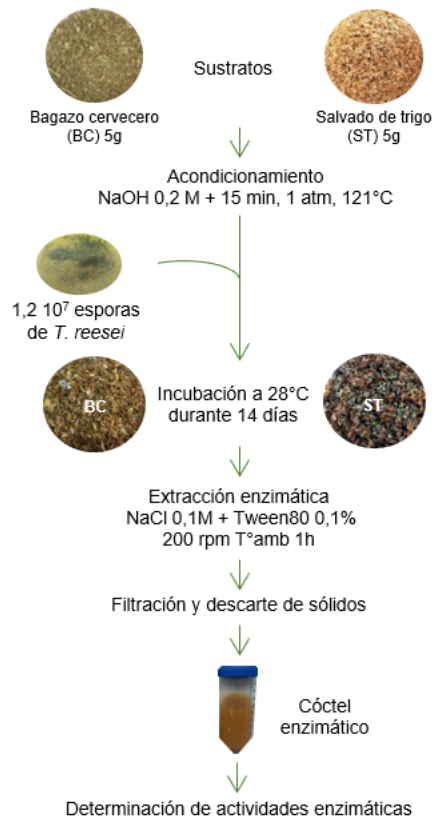 Sustratos
Bagazo cervecero
(BC) 5g
Salvado de trigo
(ST) 5g
Acondicionamiento
NaOH 0,2 M + 15 min, 1 atm, 121°C
1,2 10⁷ esporas
de T. reesei
BC
Incubación a 28°C
durante 14 días
ST
Extracción enzimática
NaCl 0,1M + Tween80 0,1%
200 rpm T°amb 1h
Filtración y descarte de sólidos
Cóctel
enzimático
Determinación de actividades enzimáticas